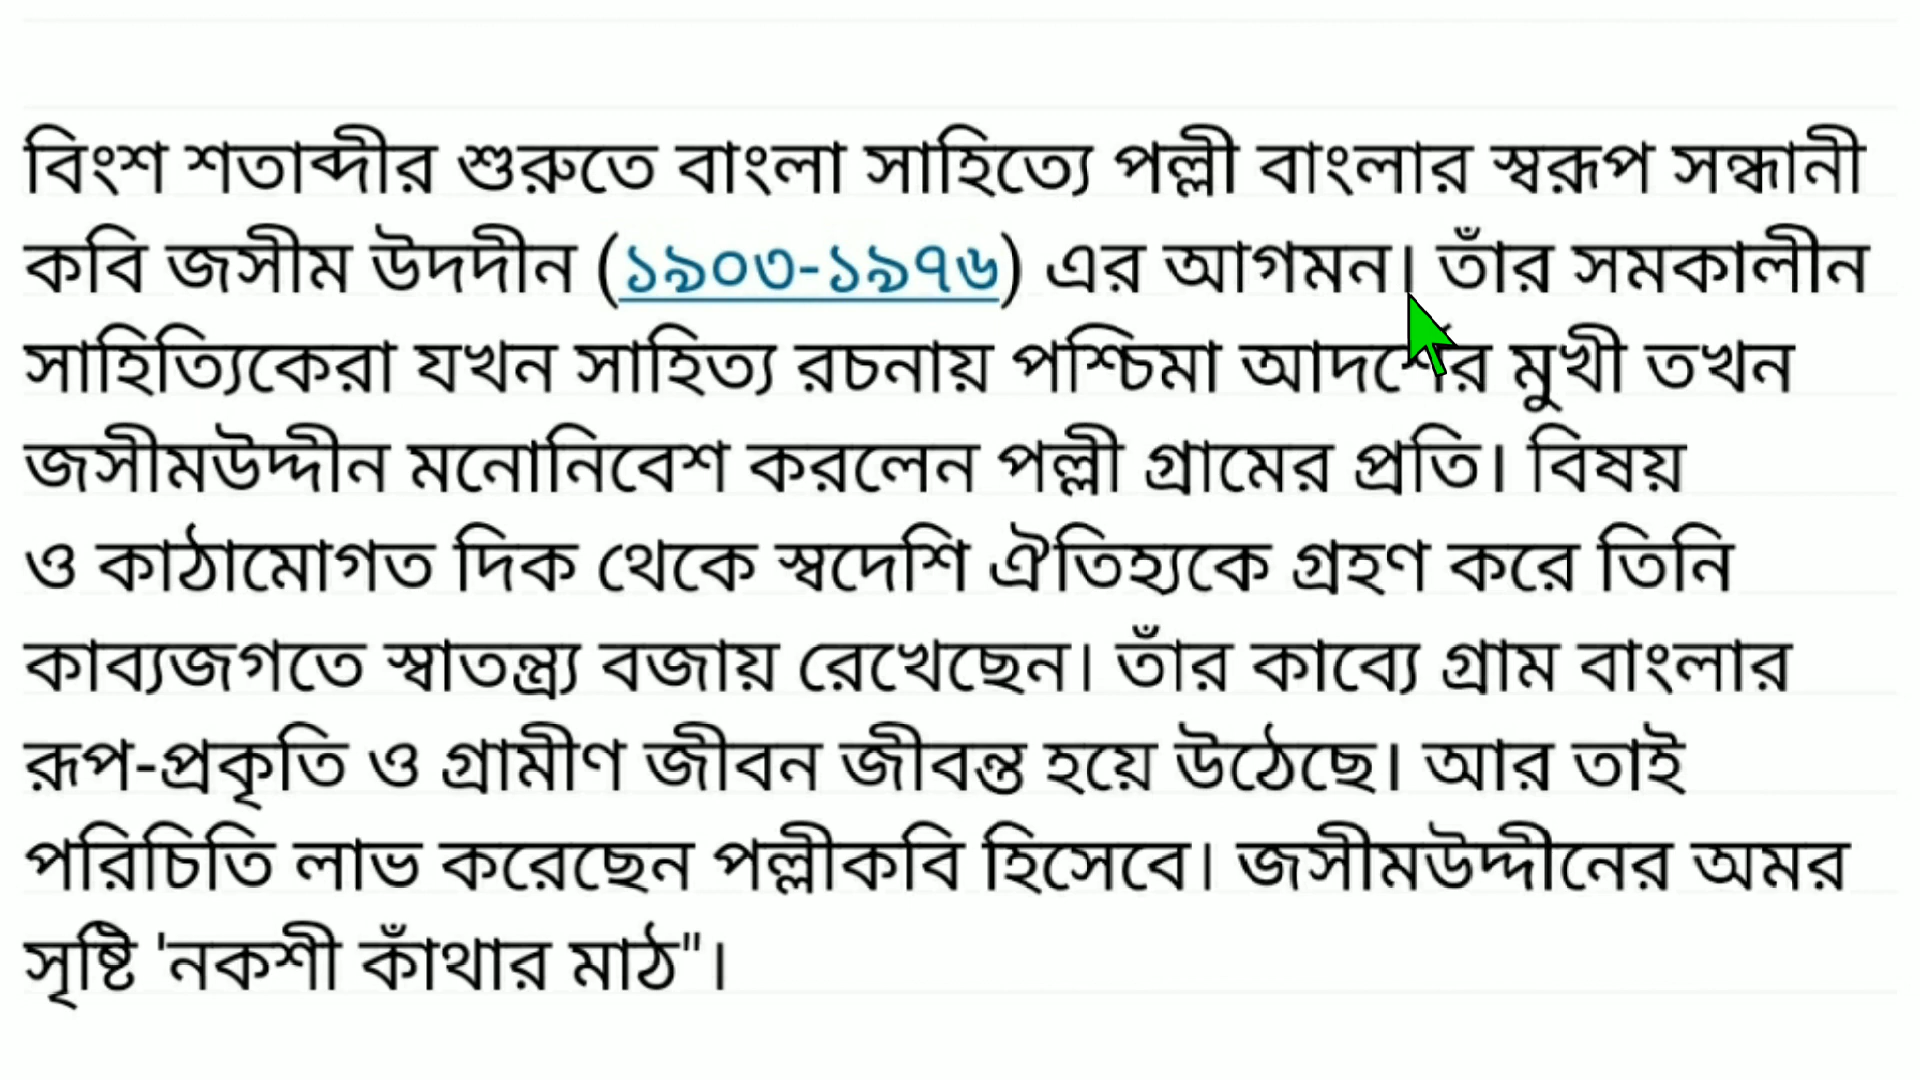 বিংশ শতাব্দীর শুরুতে বাংলা সাহিত্যে পল্লী বাংলার স্বরূপ সন্ধানী
কবি জসীম উদদীন (১৯০৩-১৯৭৬) এর আগমন। তাঁর সমকালীন
সাহিত্যিকেরা যখন সাহিত্য রচনায় পশ্চিমা আদর্শের মুখী তখন
জসীমউদ্দীন মনোনিবেশ করলেন পল্লী গ্রামের প্রতি। বিষয়
ও কাঠামোগত দিক থেকে স্বদেশি ঐতিহ্যকে গ্রহণ করে তিনি
কাব্যজগতে স্বাতন্ত্র্য বজায় রেখেছেন। তাঁর কাব্যে গ্রাম বাংলার
রূপ-প্রকৃতি ও গ্রামীণ জীবন জীবন্ত হয়ে উঠেছে। আর তাই
পরিচিতি লাভ করেছেন পল্লীকবি হিসেবে। জসীমউদ্দীনের অমর
সৃষ্টি 'নকশী কাঁথার মাঠ"।